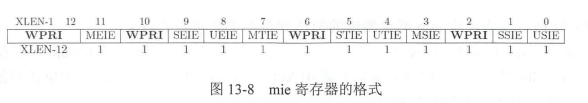 XLEN-1 12 11 10 9 8 7 6 5 4 3 2 1 0
WPRI MEIE WPRI SEIE UEIE MTIE WPRI STIE UTIE MSIE WPRI SSIE USIE
XLEN-12 1 1 1 1 1 1 1 1 1 1 1 1
图 13-8 mie 寄存器的格式